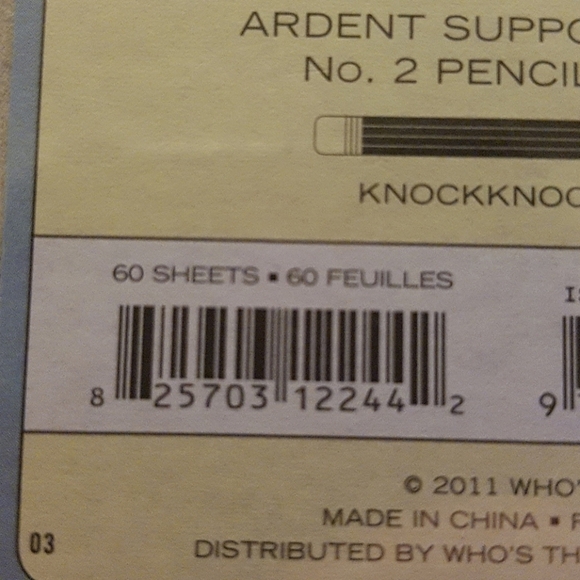 ARDENT SUPPO
No. 2 PENCIL
KNOCKKNOC
60 SHEETS ▪ 60 FEUILLES
8 25703 12244 2
9
© 2011 WHO'
MADE IN CHINA ▪
DISTRIBUTED BY WHO'S TH
03